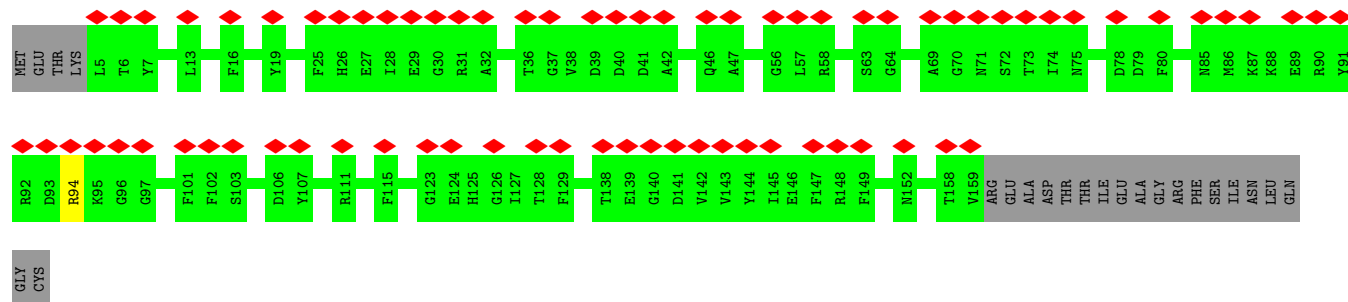 MET GLU THR LYS L5 T6 Y7 L13 F16 Y19 F25 H26 E27 I28 E29 G30 R31 A32 T36 G37 V38 D39 D40 D41 A42 Q46 A47 G56 L57 R58 S63 G64 A69 G70 N71 S72 T73 I74 N75 D78 D79 F80 N85 M86 K87 K88 E89 R90 Y91
R92 D93 R94 K95 G96 G97 F101 F102 S103 D106 Y107 R111 F115 G123 E124 H125 G126 I127 T128 F129 T138 E139 G140 D141 V142 V143 Y144 I145 E146 F147 R148 F149 N152 T158 V159 ARG GLU ALA ASP THR THR ILE GLU ALA GLY ARG PHE SER ILE ASN LEU GLN
GLY CYS